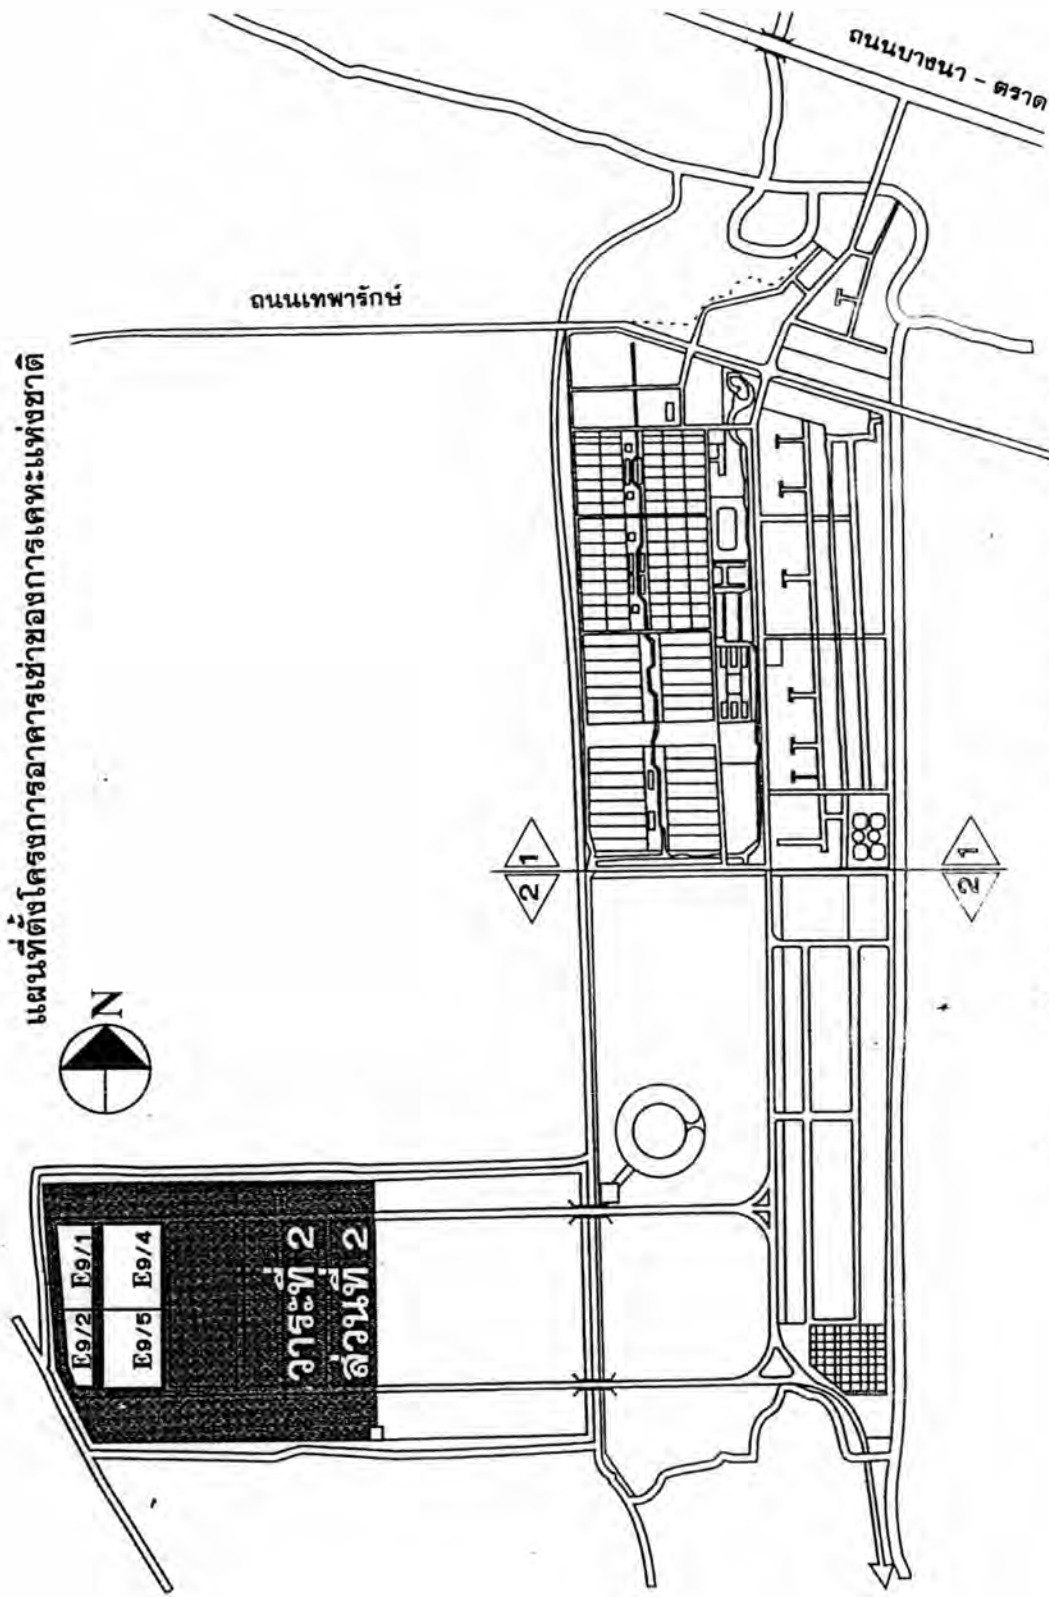 แผนที่ตั้งโครงการอาคารเช่าของการเคหะแห่งชาติ
ถนนบางนา - ตราด
ถนนเทพารักษ์
N
1
2
1
2
E9/2 E9/1
E9/5 E9/4
วาระที่ 2
ส่วนที่ 2